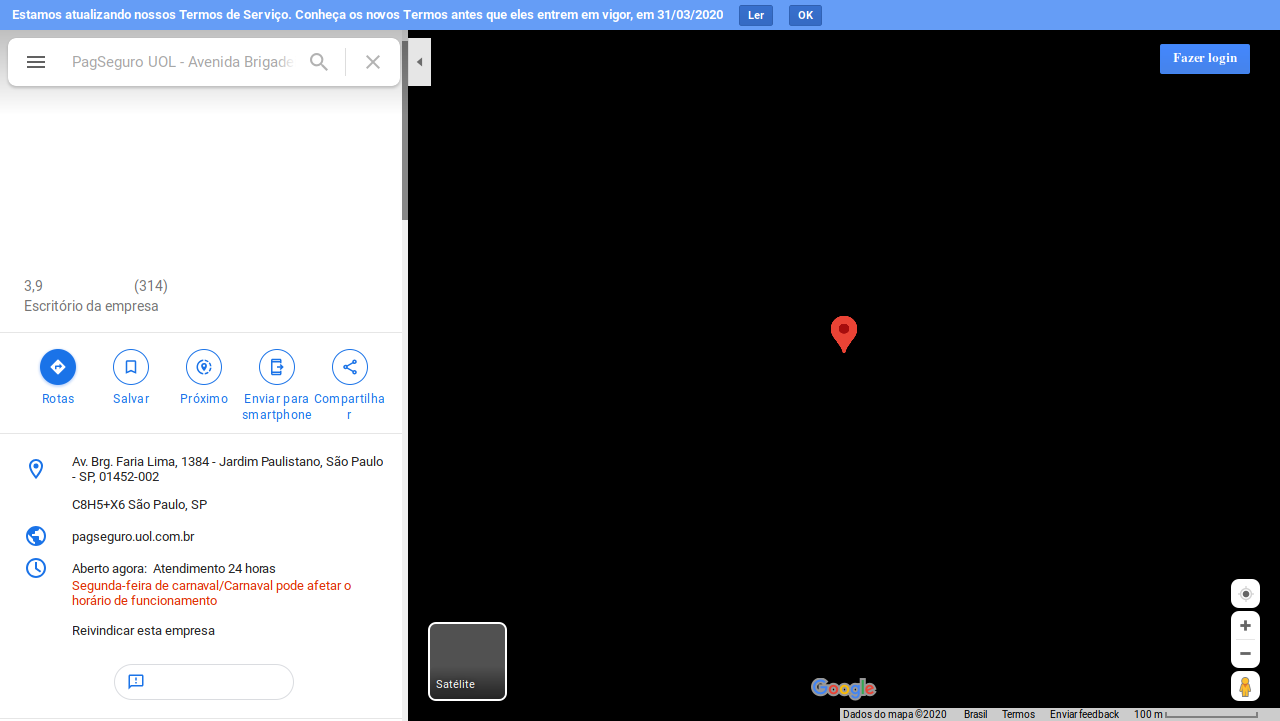 Estamos atualizando nossos Termos de Serviço. Conheça os novos Termos antes que eles entrem em vigor, em 31/03/2020 Ler OK
PagSeguro UOL - Avenida Brigade
Fazer login
3,9 (314)
Escritório da empresa
Rotas
Salvar
Próximo
Enviar para
smartphone
Compartilha
r
Av. Brg. Faria Lima, 1384 - Jardim Paulistano, São Paulo
- SP, 01452-002
C8H5+X6 São Paulo, SP
pagseguro.uol.com.br
Aberto agora: Atendimento 24 horas
Segunda-feira de carnaval/Carnaval pode afetar o
horário de funcionamento
Reivindicar esta empresa
Satélite
Google
Dados do mapa ©2020 Brasil Termos Enviar feedback 100 m